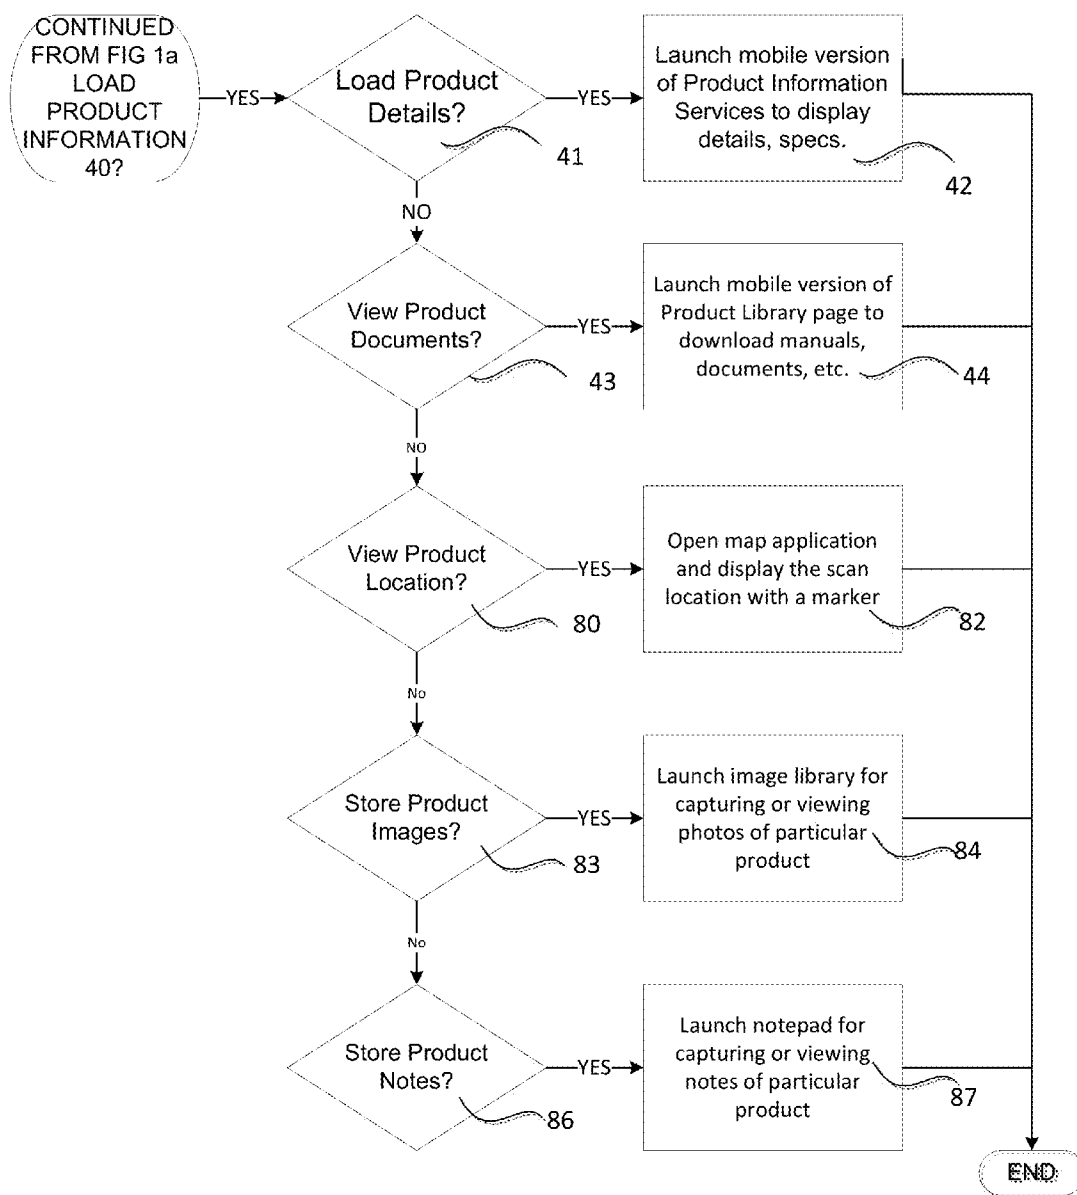 CONTINUED
FROM FIG 1a
LOAD
PRODUCT
INFORMATION
40?
YES
Load Product
Details?
41
YES
Launch mobile version
of Product Information
Services to display
details, specs.
42
NO
View Product
Documents?
43
YES
Launch mobile version of
Product Library page to
download manuals,
documents, etc.
44
NO
View Product
Location?
80
YES
Open map application
and display the scan
location with a marker
82
No
Store Product
Images?
83
YES
Launch image library for
capturing or viewing
photos of particular
product
84
No
Store Product
Notes?
86
YES
Launch notepad for
capturing or viewing
notes of particular
product
87
END